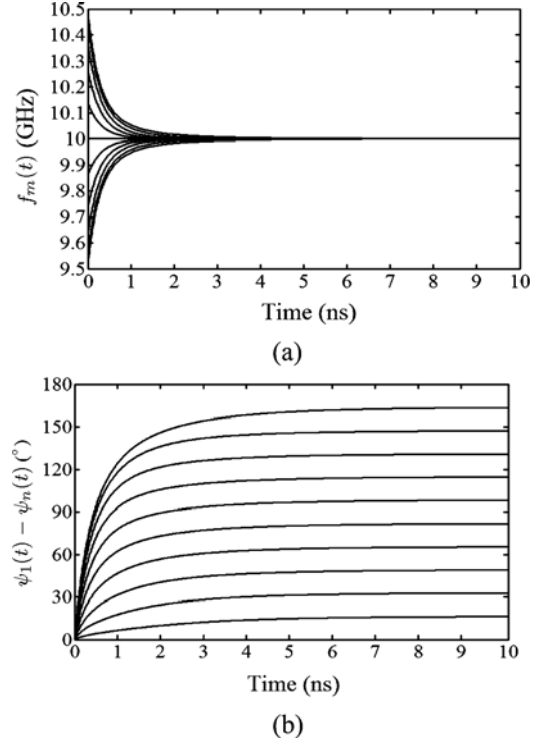 10.5
10.4
10.3
10.2
10.1
10
9.9
9.8
9.7
9.6
9.5
f_m(t) (GHz)
0 1 2 3 4 5 6 7 8 9 10
Time (ns)
(a)
180
150
120
90
60
30
0
ψ_1(t) − ψ_n(t) (°)
0 1 2 3 4 5 6 7 8 9 10
Time (ns)
(b)